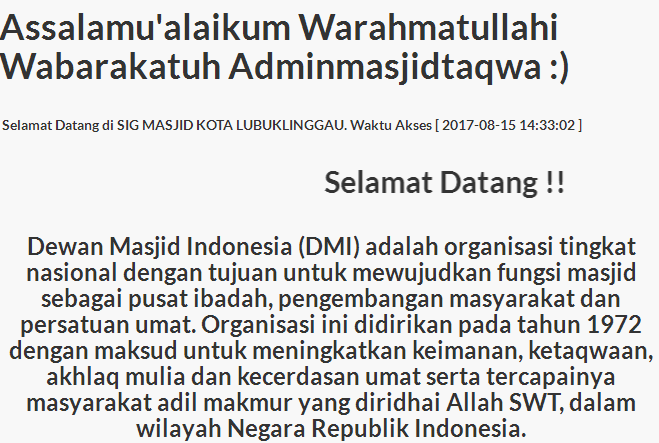 Assalamu'alaikum Warahmatullahi
Wabarakatuh Adminmasjidtaqwa :)
Selamat Datang di SIG MASJID KOTA LUBUKLINGGAU. Waktu Akses [ 2017-08-15 14:33:02 ]
Selamat Datang !!
Dewan Masjid Indonesia (DMI) adalah organisasi tingkat
nasional dengan tujuan untuk mewujudkan fungsi masjid
sebagai pusat ibadah, pengembangan masyarakat dan
persatuan umat. Organisasi ini didirikan pada tahun 1972
dengan maksud untuk meningkatkan keimanan, ketaqwaan,
akhlaq mulia dan kecerdasan umat serta tercapainya
masyarakat adil makmur yang diridhai Allah SWT, dalam
wilayah Negara Republik Indonesia.